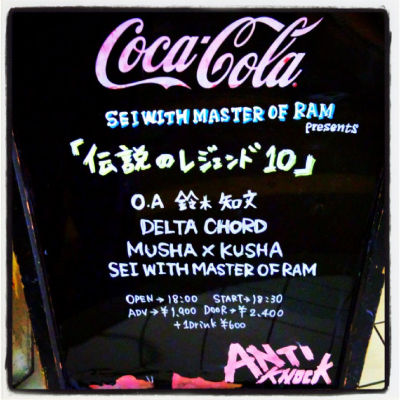 Coca-Cola
SEI WITH MASTER OF RAM
presents
「伝説のレジェンド10」
O.A 鈴木知文
DELTA CHORD
MUSHA×KUSHA
SEI WITH MASTER OF RAM
OPEN→18:00 START→18:30
ADV→¥1,900 DOOR→¥2,400
+1Drink ¥600
ANTI
KNOCK